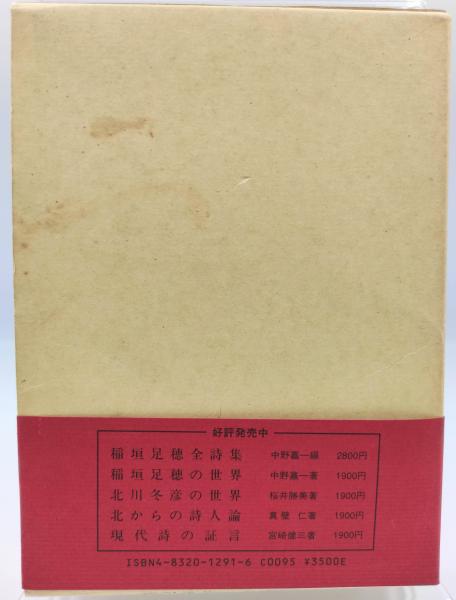 好評発売中
稲垣足穂全詩集 中野嘉一編 2800円
稲垣足穂の世界 中野嘉一著 1900円
北川冬彦の世界 桜井勝美著 1900円
北からの詩人論 真壁仁著 1900円
現代詩の証言 宮崎健三著 1900円
ISBN4-8320-1291-6 C0095 ¥3500E